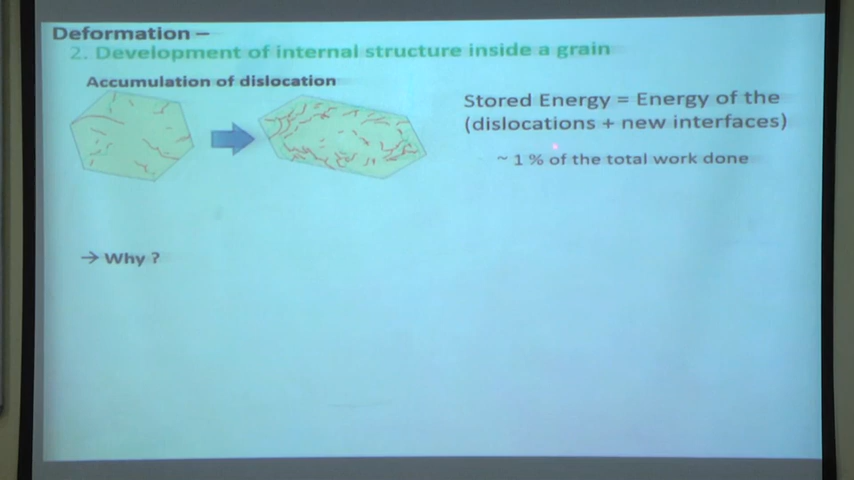 Deformation –
2. Development of internal structure inside a grain
Accumulation of dislocation
Stored Energy = Energy of the
(dislocations + new interfaces)
~ 1 % of the total work done
→ Why ?